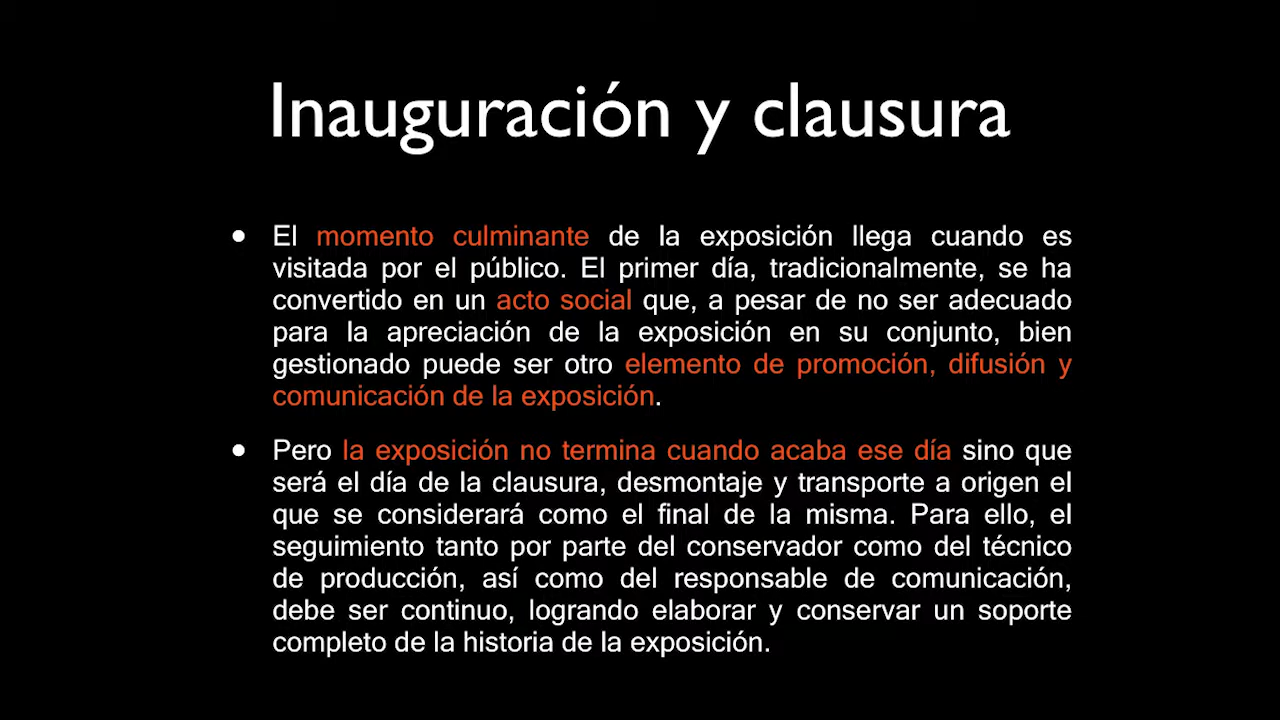 Inauguración y clausura
• El momento culminante de la exposición llega cuando es
visitada por el público. El primer día, tradicionalmente, se ha
convertido en un acto social que, a pesar de no ser adecuado
para la apreciación de la exposición en su conjunto, bien
gestionado puede ser otro elemento de promoción, difusión y
comunicación de la exposición.
• Pero la exposición no termina cuando acaba ese día sino que
será el día de la clausura, desmontaje y transporte a origen el
que se considerará como el final de la misma. Para ello, el
seguimiento tanto por parte del conservador como del técnico
de producción, así como del responsable de comunicación,
debe ser continuo, logrando elaborar y conservar un soporte
completo de la historia de la exposición.